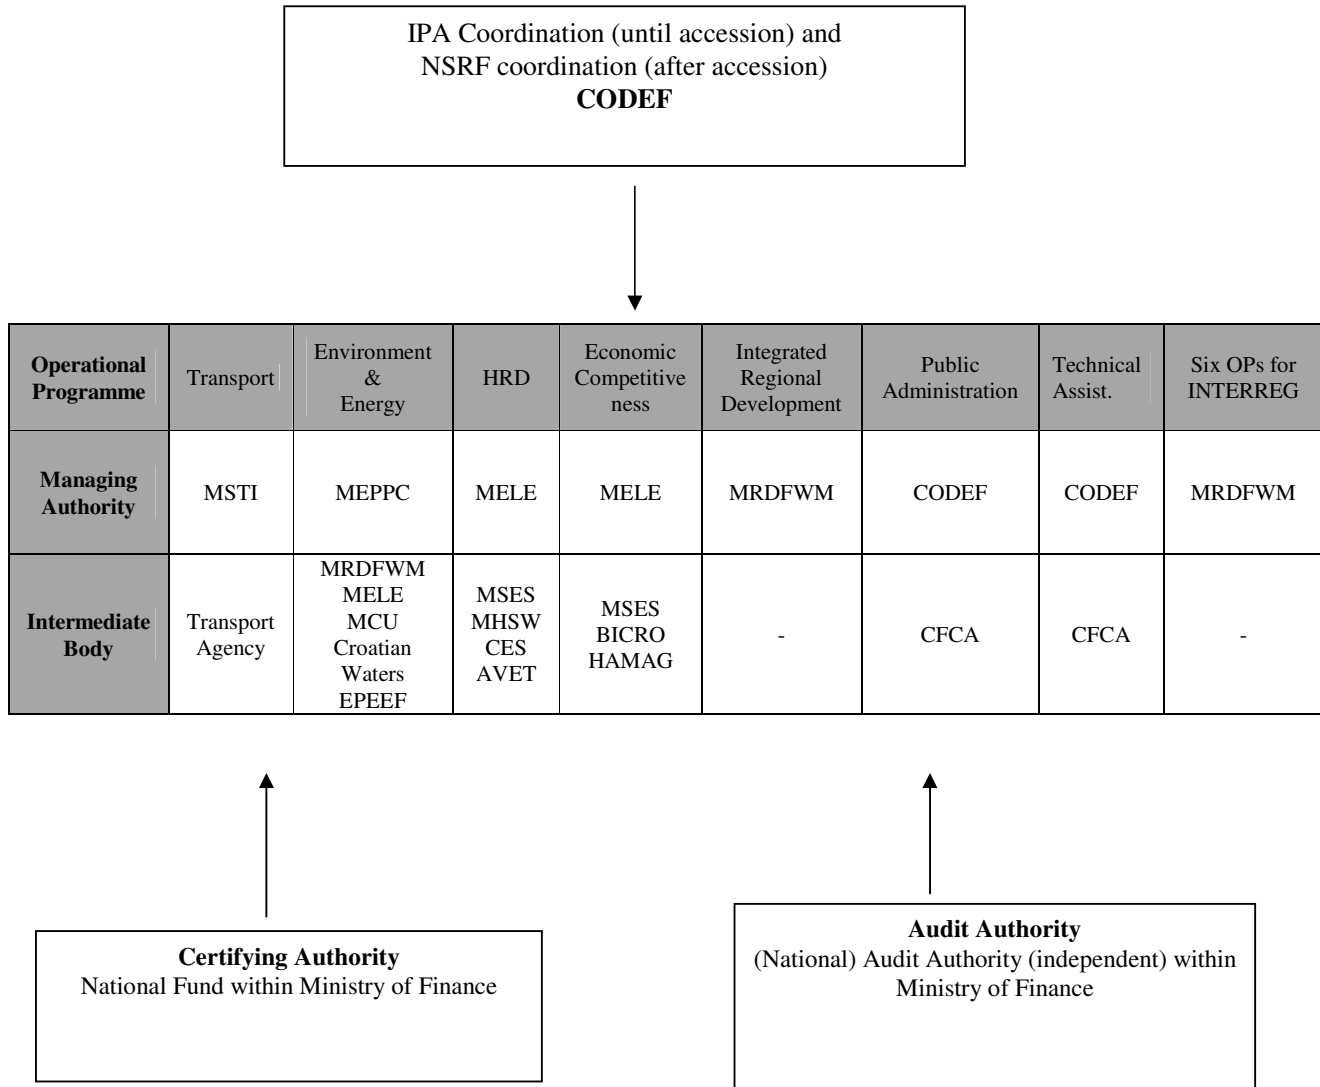 IPA Coordination (until accession) and
NSRF coordination (after accession)
CODEF
Operational
Programme
Transport
Environment
&
Energy
HRD
Economic
Competitive
ness
Integrated
Regional
Development
Public
Administration
Technical
Assist.
Six OPs for
INTERREG
Managing
Authority
MSTI
MEPPC
MELE
MELE
MRDFWM
CODEF
CODEF
MRDFWM
Intermediate
Body
Transport
Agency
MRDFWM
MELE
MCU
Croatian
Waters
EPEEF
MSES
MHSW
CES
AVET
MSES
BICRO
HAMAG
-
CFCA
CFCA
-
Certifying Authority
National Fund within Ministry of Finance
Audit Authority
(National) Audit Authority (independent) within
Ministry of Finance